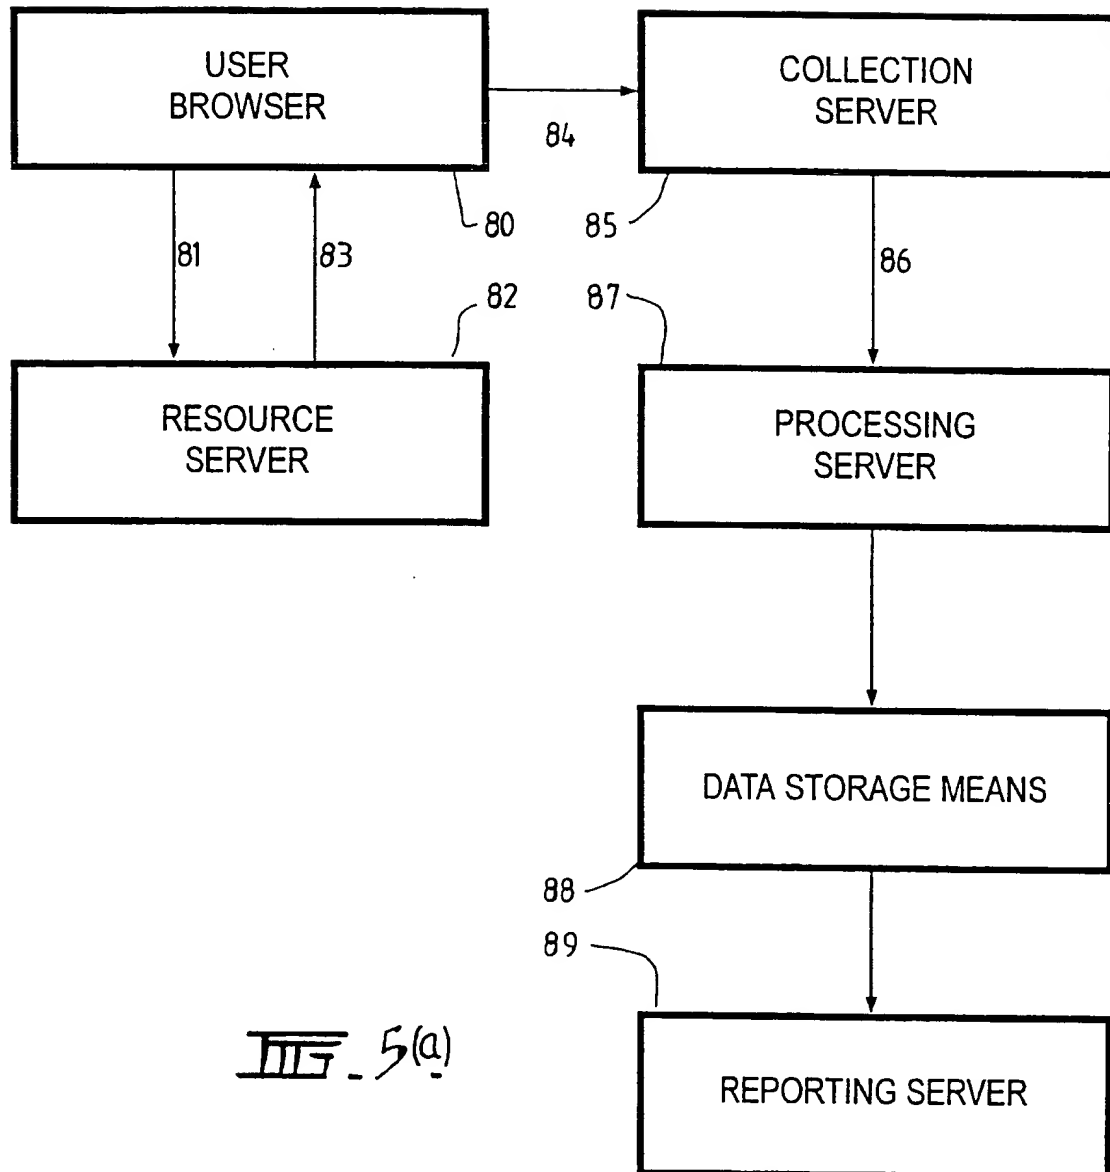 USER
BROWSER
COLLECTION
SERVER
84
80
85
81
83
86
82
87
RESOURCE
SERVER
PROCESSING
SERVER
DATA STORAGE MEANS
88
89
FIG. 5(a)
REPORTING SERVER